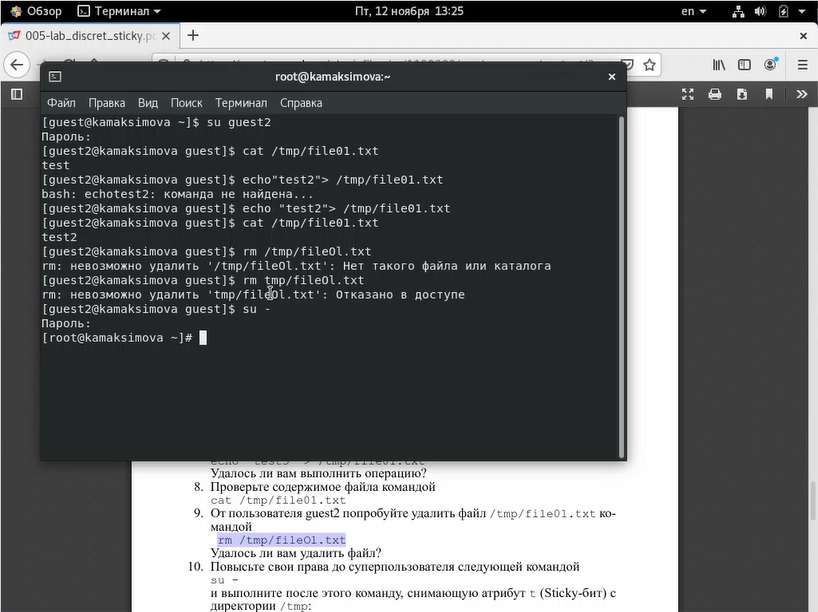 Обзор Терминал Пт, 12 ноября 13:25 en
005-lab_discret_sticky.p
root@kamaksimova:~
Файл Правка Вид Поиск Терминал Справка
[guest@kamaksimova ~]$ su guest2
Пароль:
[guest2@kamaksimova guest]$ cat /tmp/file01.txt
test
[guest2@kamaksimova guest]$ echo"test2"> /tmp/file01.txt
bash: echotest2: команда не найдена...
[guest2@kamaksimova guest]$ echo "test2"> /tmp/file01.txt
[guest2@kamaksimova guest]$ cat /tmp/file01.txt
test2
[guest2@kamaksimova guest]$ rm /tmp/fileOl.txt
rm: невозможно удалить '/tmp/fileOl.txt': Нет такого файла или каталога
[guest2@kamaksimova guest]$ rm tmp/fileOl.txt
rm: невозможно удалить 'tmp/fileOl.txt': Отказано в доступе
[guest2@kamaksimova guest]$ su -
Пароль:
[root@kamaksimova ~]#
echo "test3" > /tmp/file01.txt
Удалось ли вам выполнить операцию?
8. Проверьте содержимое файла командой
cat /tmp/file01.txt
9. От пользователя guest2 попробуйте удалить файл /tmp/file01.txt ко-
мандой
rm /tmp/fileOl.txt
Удалось ли вам удалить файл?
10. Повысьте свои права до суперпользователя следующей командой
su -
и выполните после этого команду, снимающую атрибут t (Sticky-бит) с
директории /tmp: